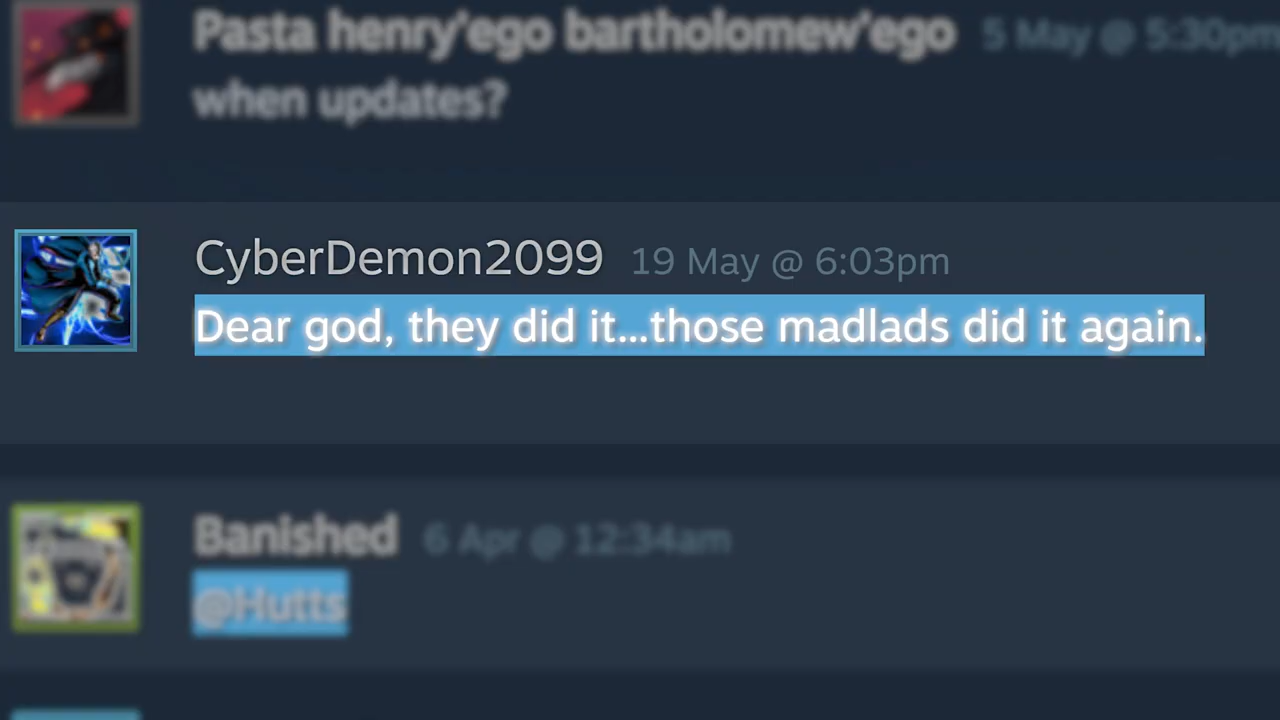 Pasta henry'ego bartholomew'ego 5 May @ 5:30pm
when updates?
CyberDemon2099 19 May @ 6:03pm
Dear god, they did it...those madlads did it again.
Banished 6 Apr @ 12:34am
@Hutts